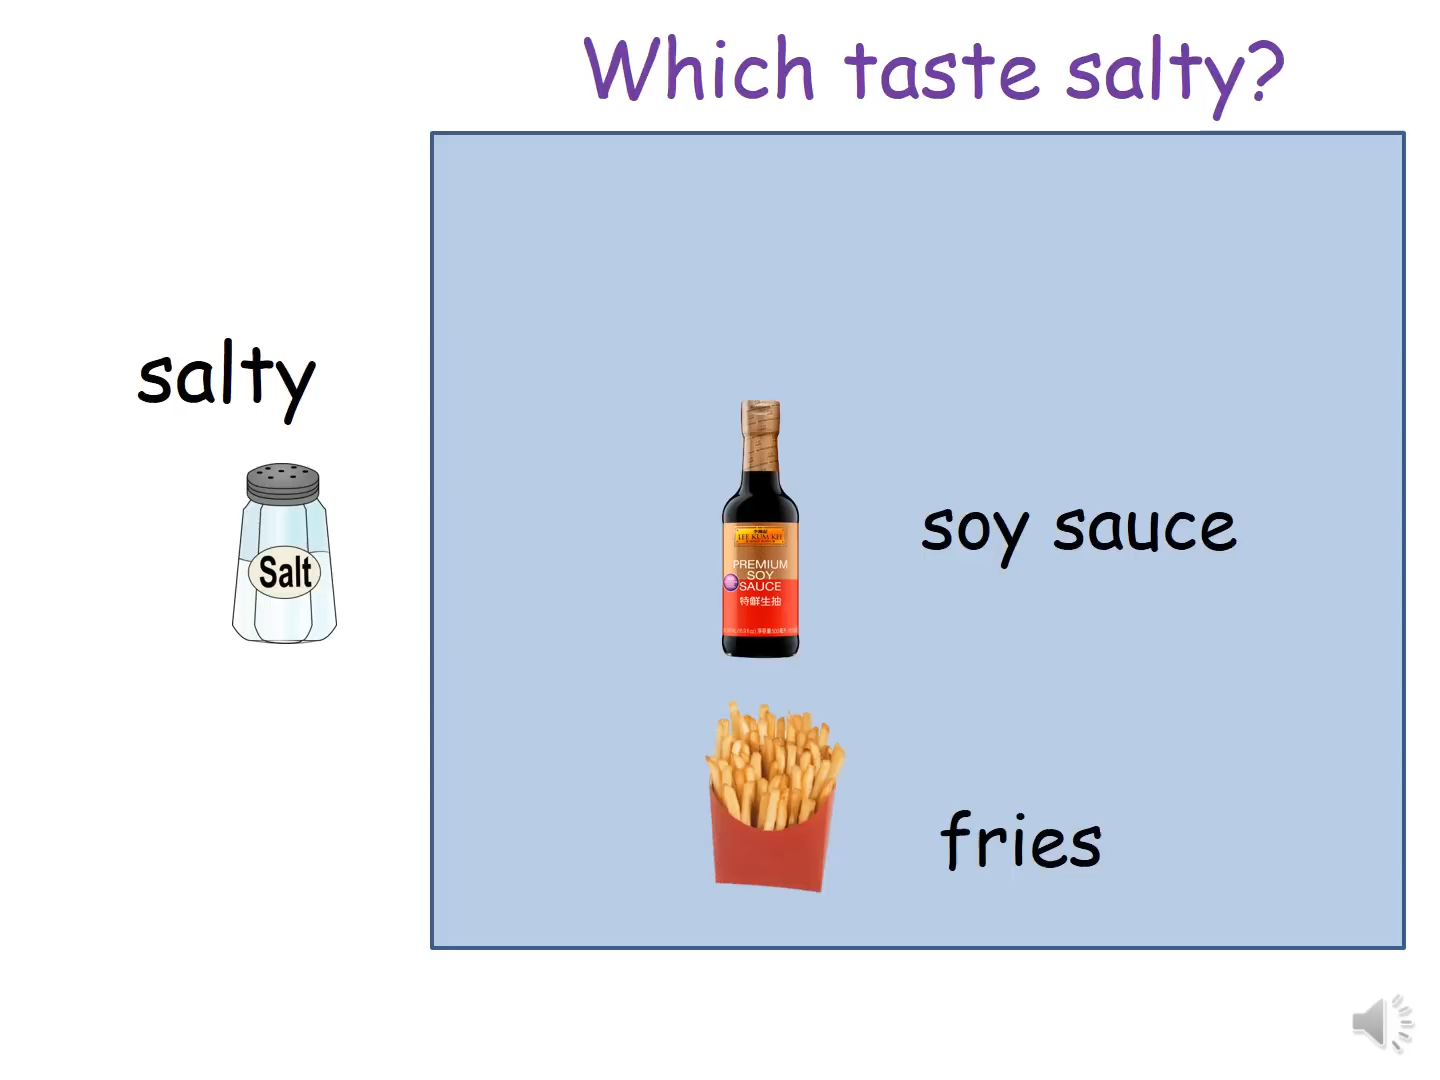 Which taste salty?
salty
Salt
LEE KUM KEE
PREMIUM
SOY
SAUCE
特鮮生抽
soy sauce
fries